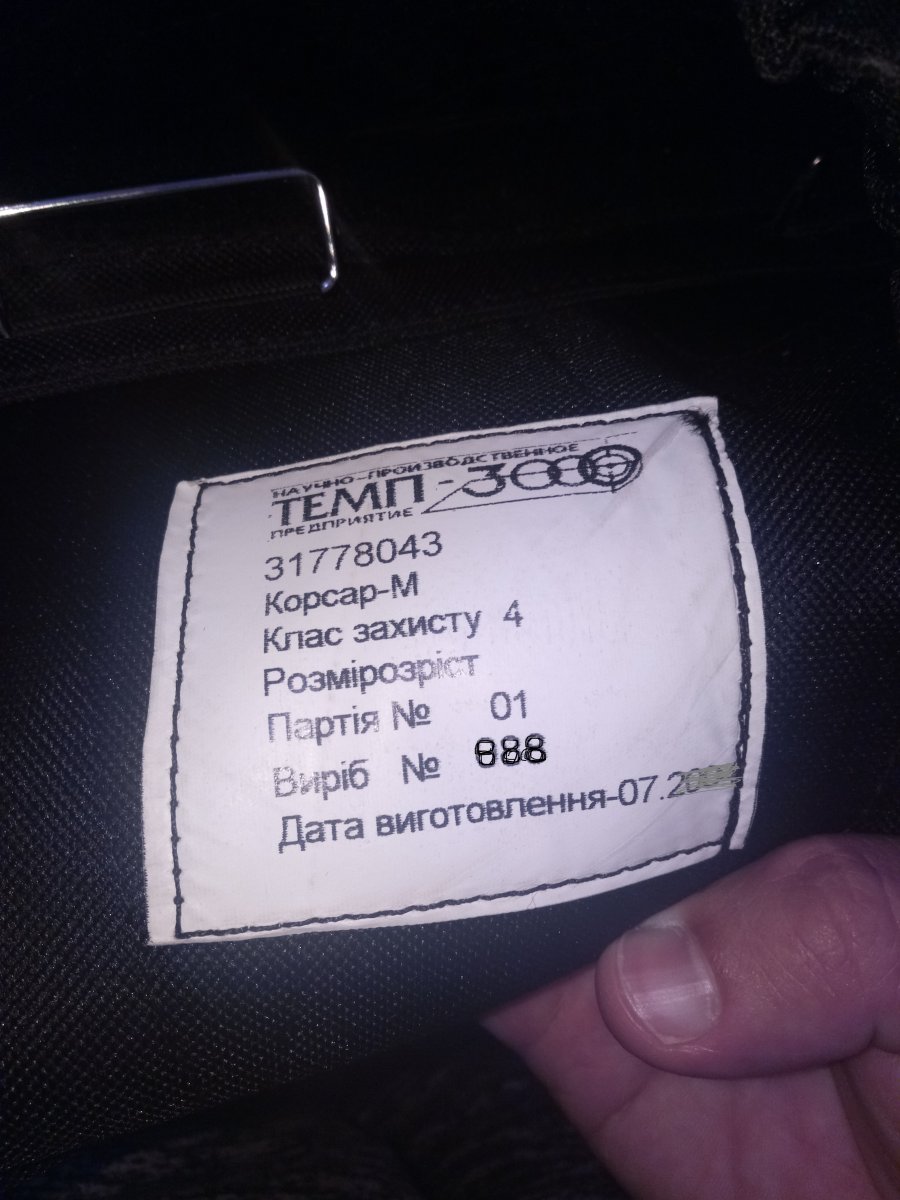 НАУЧНО-ПРОИЗВОДСТВЕННОЕ
ТЕМП-3000
ПРЕДПРИЯТИЕ
31778043
Корсар-М
Клас захисту 4
Розмірозріст
Партія № 01
Виріб № 888
Дата виготовлення-07.